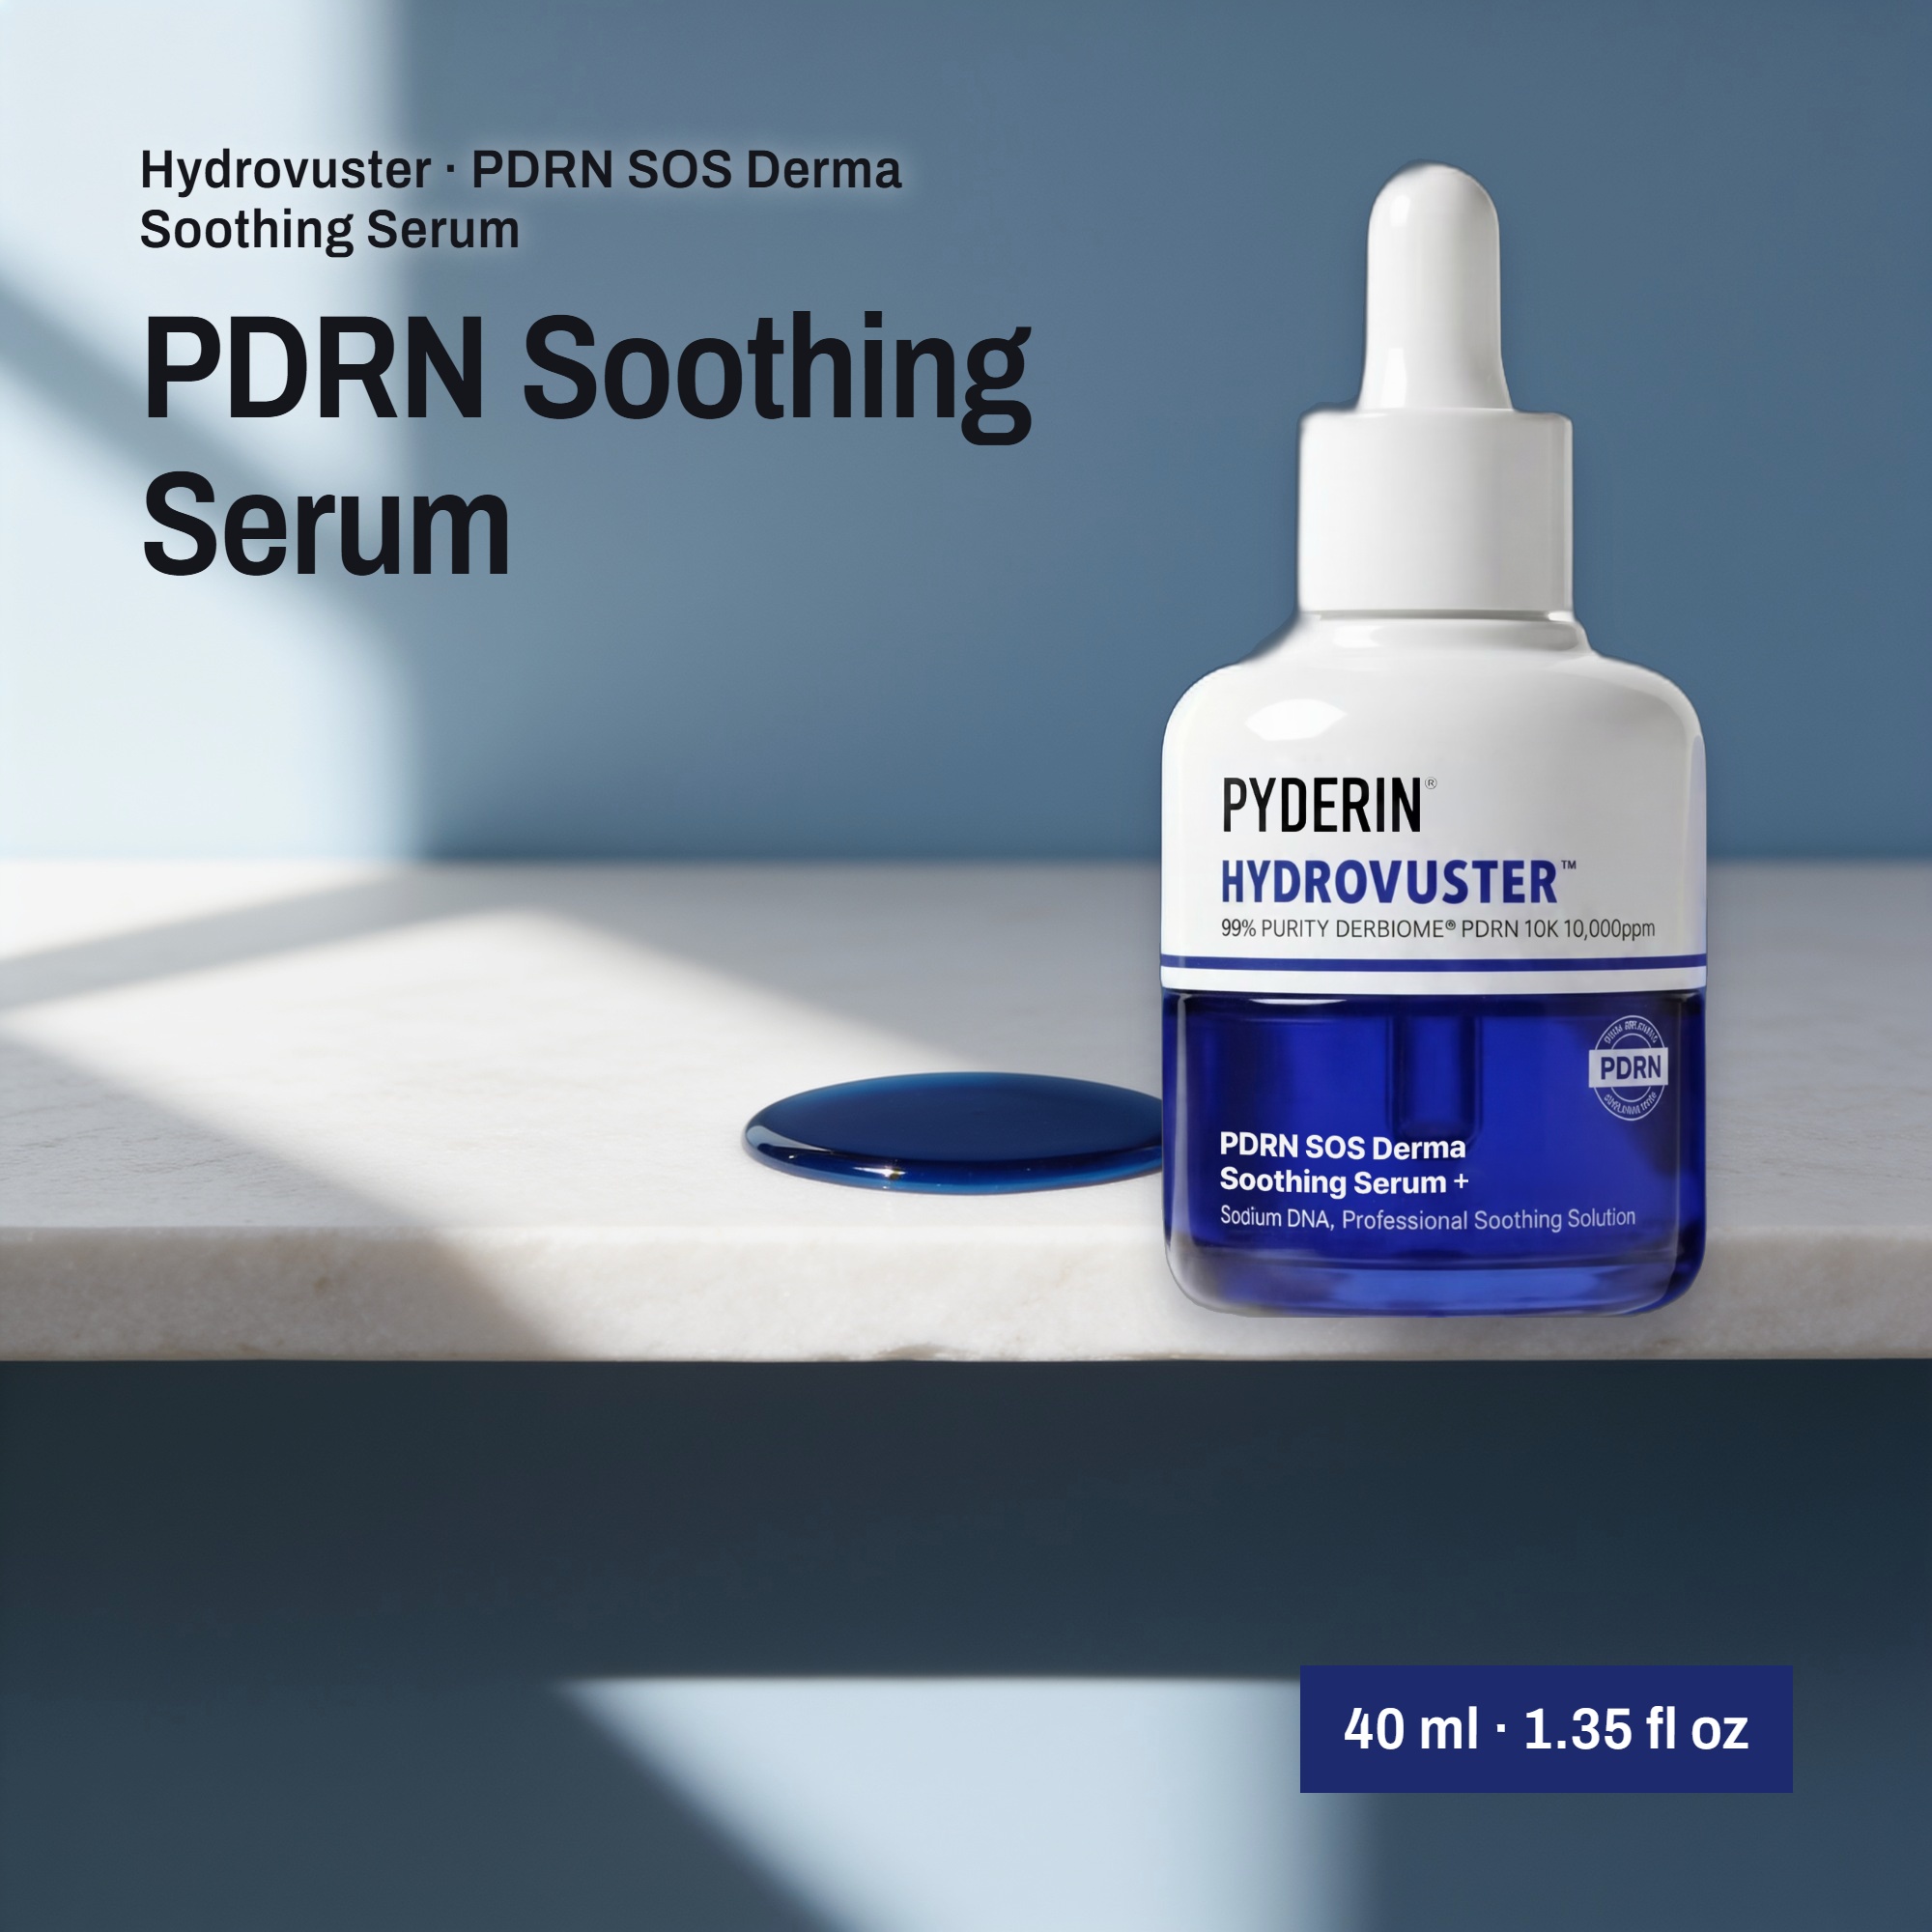 Hydrovuster · PDRN SOS Derma
Soothing Serum
PDRN Soothing
Serum
PYDERIN®
HYDROVUSTER™
99% PURITY DERBIOME® PDRN 10K 10,000ppm
PDRN
PDRN SOS Derma
Soothing Serum +
Sodium DNA, Professional Soothing Solution
40 ml · 1.35 fl oz